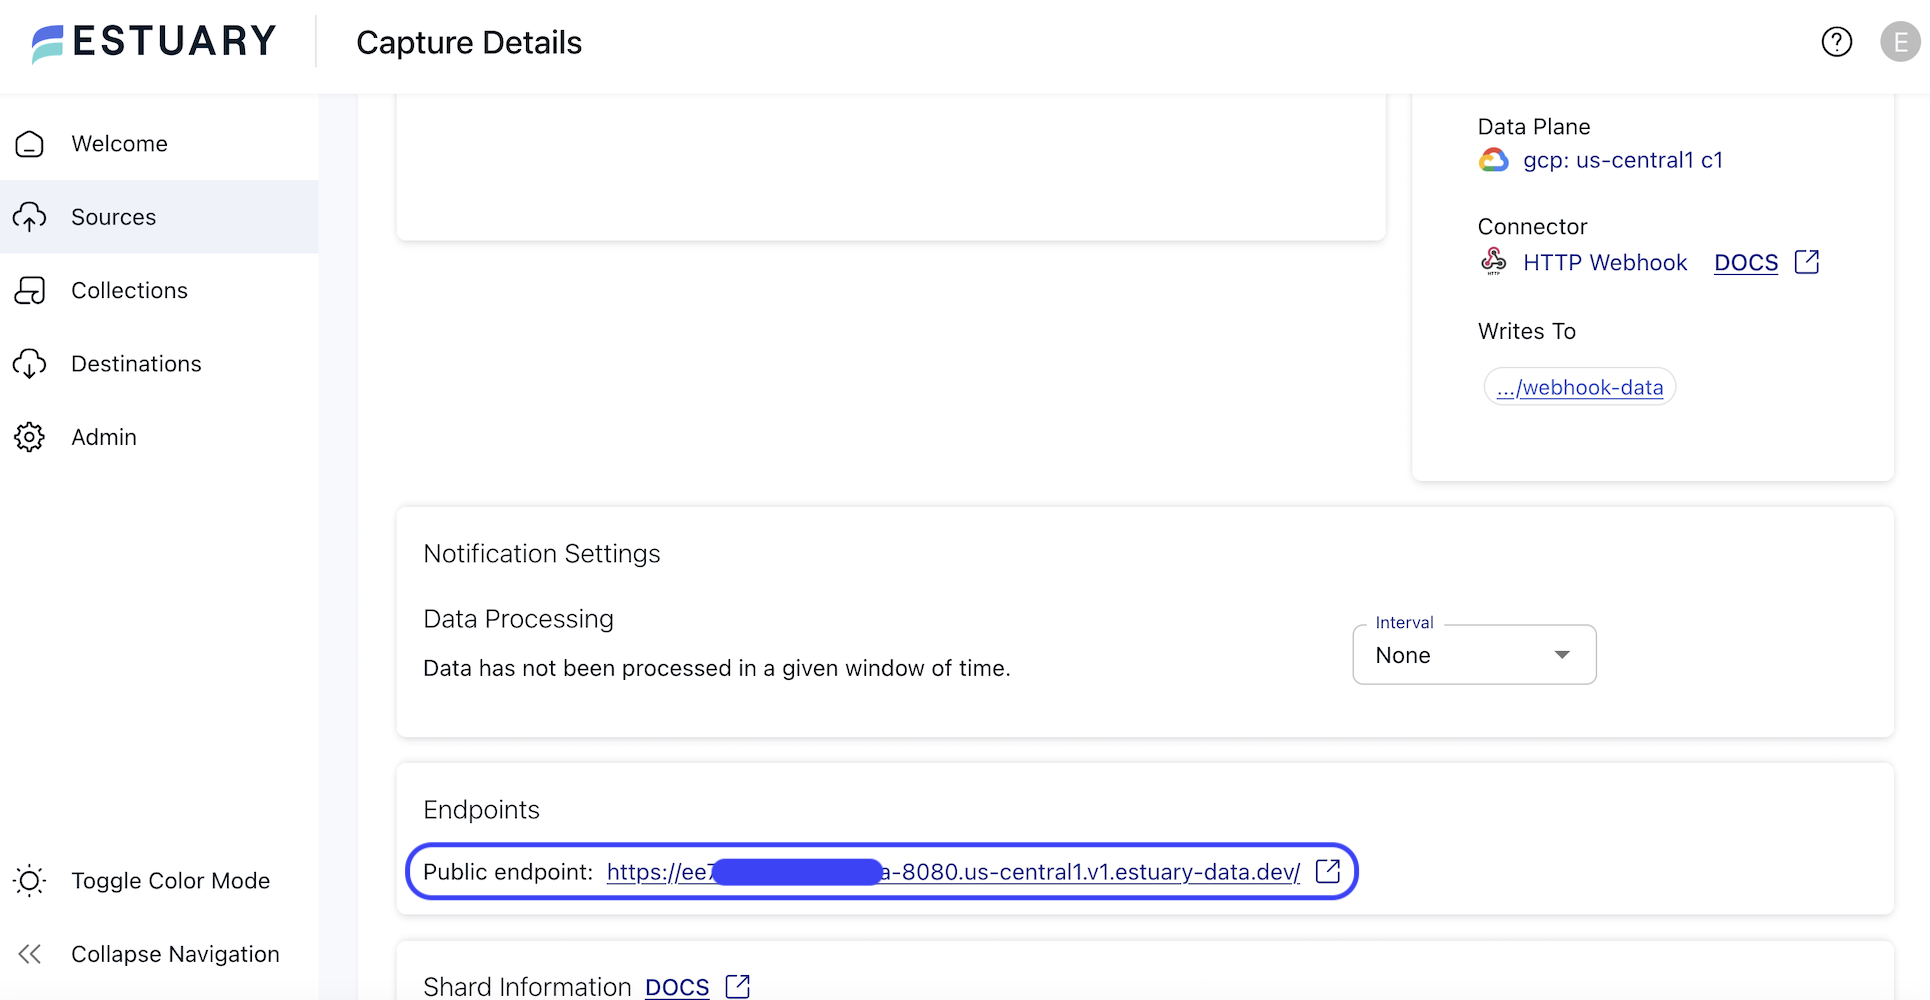 ESTUARY
Capture Details
E
Welcome
Sources
Collections
Destinations
Admin
Toggle Color Mode
Collapse Navigation
Data Plane
gcp: us-central1 c1
Connector
HTTP
HTTP Webhook DOCS
Writes To
.../webhook-data
Notification Settings
Data Processing
Data has not been processed in a given window of time.
Interval
None
Endpoints
Public endpoint: https://ee7 a-8080.us-central1.v1.estuary-data.dev/
Shard Information DOCS